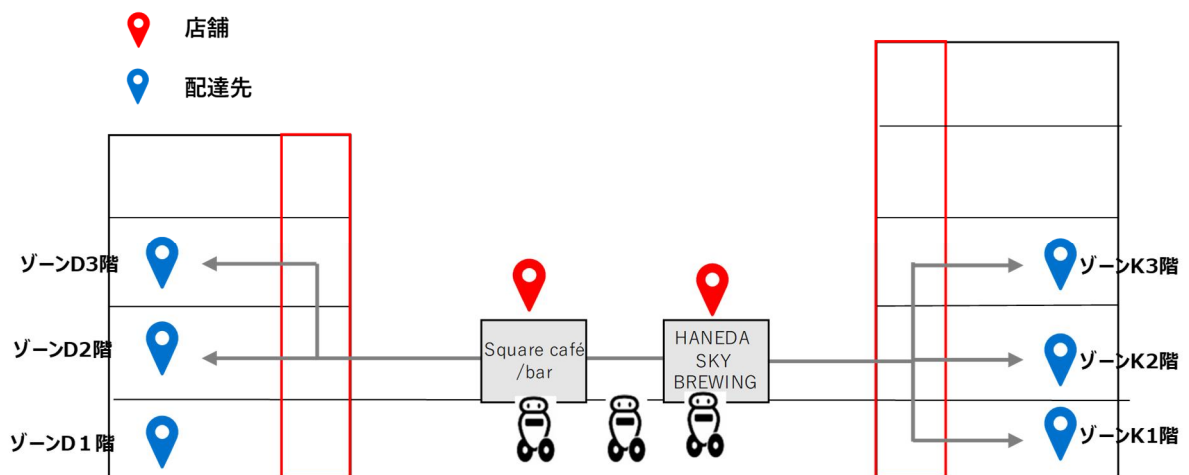 店舗
配達先
ゾーンD3階
ゾーンD2階
ゾーンD１階
Square café
/bar
HANEDA
SKY
BREWING
ゾーンK3階
ゾーンK2階
ゾーンK1階